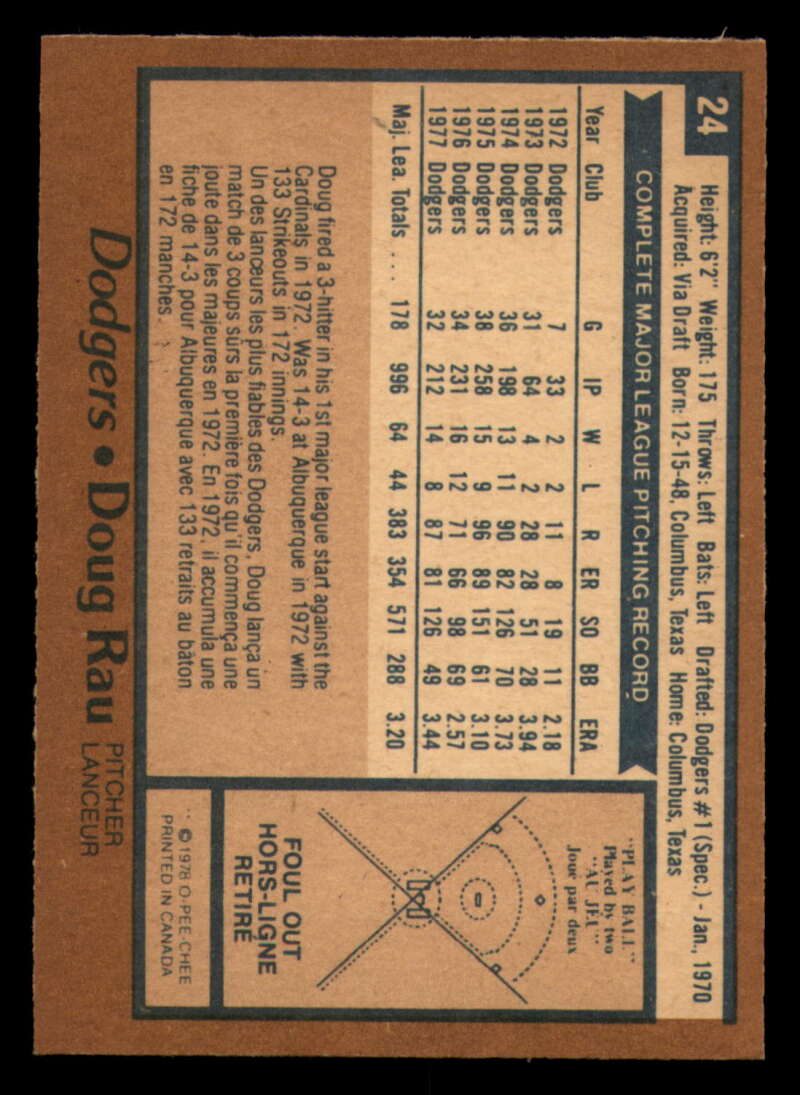 24
Height: 6'2" Weight: 175 Throws: Left Bats: Left Drafted: Dodgers #1 (Spec.) - Jan., 1970
Acquired: Via Draft Born: 12-15-48, Columbus, Texas Home: Columbus, Texas
COMPLETE MAJOR LEAGUE PITCHING RECORD
Year Club G IP W L R ER SO BB ERA
1972 Dodgers 7 33 2 2 11 8 19 11 2.18
1973 Dodgers 31 64 4 2 28 28 51 28 3.94
1974 Dodgers 36 198 13 11 90 82 126 70 3.73
1975 Dodgers 38 258 15 9 96 89 151 61 3.10
1976 Dodgers 34 231 16 12 71 66 98 69 2.57
1977 Dodgers 32 212 14 8 87 81 126 49 3.44
Maj. Lea. Totals ... 178 996 64 44 383 354 571 288 3.20
Doug fired a 3-hitter in his 1st major league start against the
Cardinals in 1972. Was 14-3 at Albuquerque in 1972 with
133 Strikeouts in 172 innings.
Un des lanceurs les plus fiables des Dodgers, Doug lança un
match de 3 coups sûrs la première fois qu'il commença une
joute dans les majeures en 1972. En 1972, il accumula une
fiche de 14-3 pour Albuquerque avec 133 retraits au bâton
en 172 manches.
"PLAY BALL"
Played by two
"AU JEU"
Joué par deux
FOUL OUT
HORS-LIGNE
RETIRÉ
** © 1978 O-PEE-CHEE
PRINTED IN CANADA
Dodgers • Doug Rau PITCHER
LANCEUR